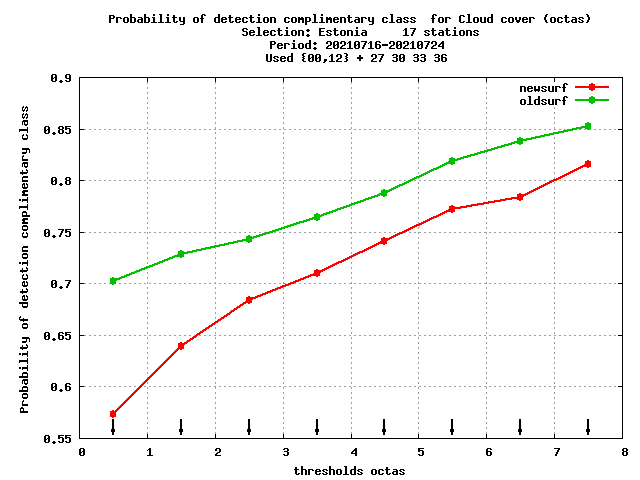 Probability of detection complimentary class  for Cloud cover (octas)
Selection: Estonia     17 stations
Period: 20210716-20210724
Used {00,12} + 27 30 33 36
newsurf
oldsurf
Probability of detection complimentary class
0.9
0.85
0.8
0.75
0.7
0.65
0.6
0.55
0 1 2 3 4 5 6 7 8
thresholds octas